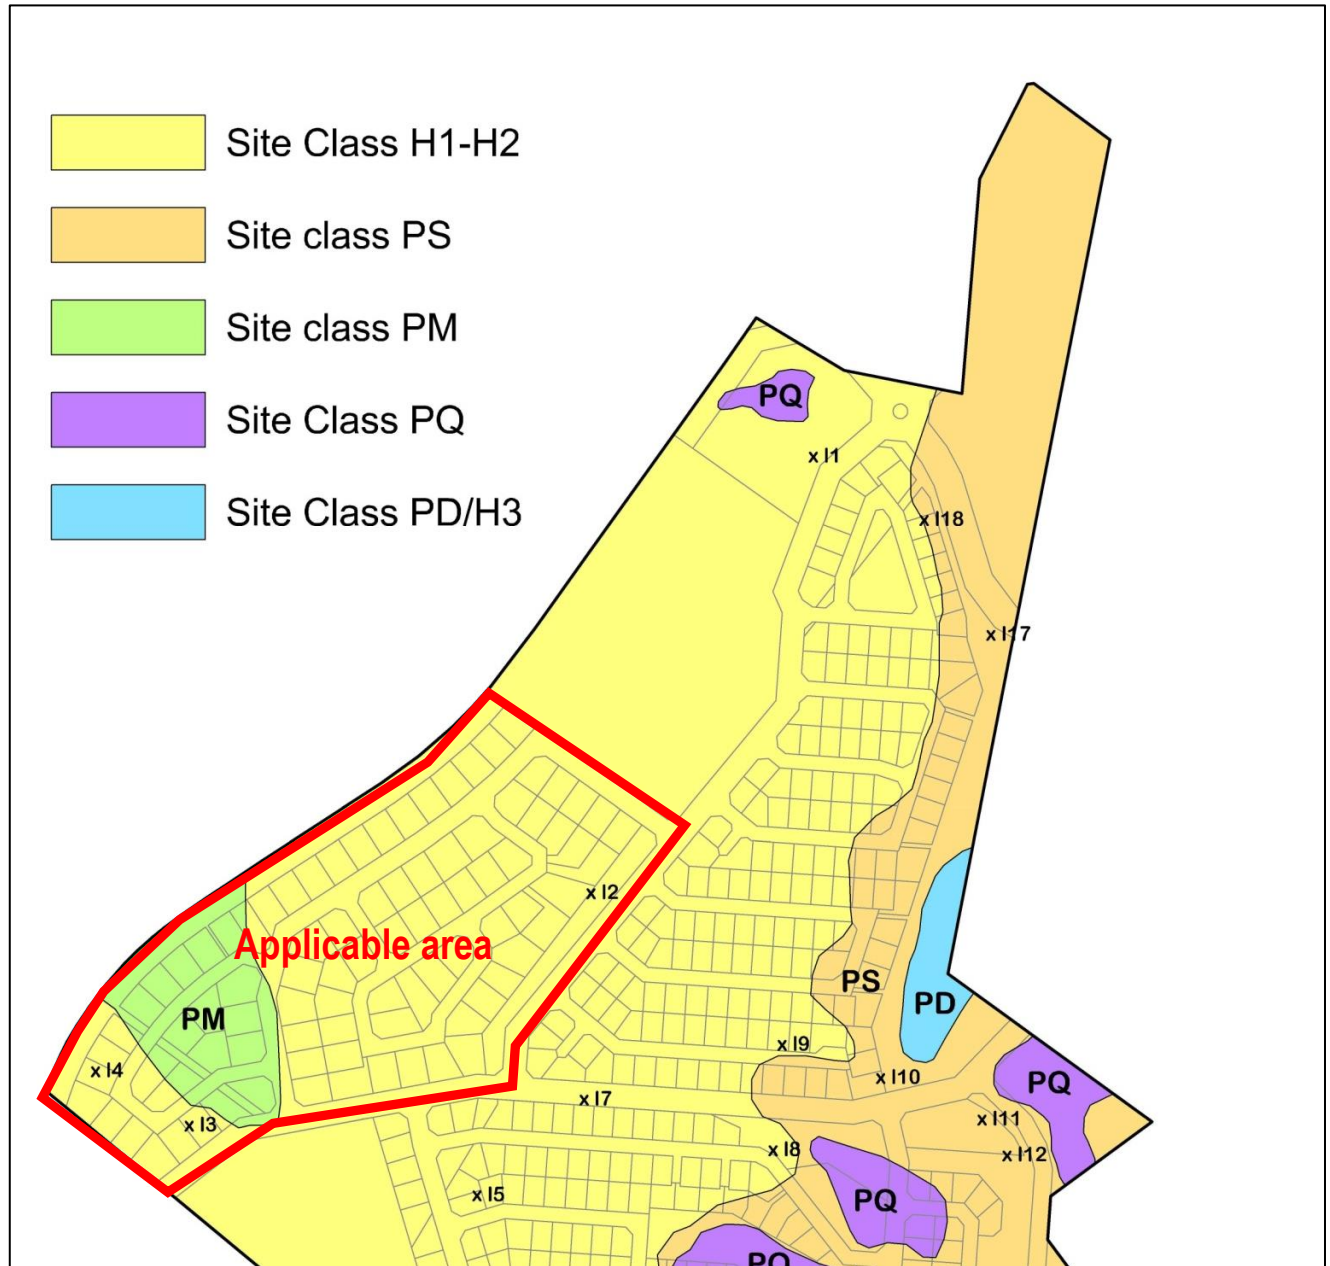 Site Class H1-H2
Site class PS
Site class PM
Site Class PQ
Site Class PD/H3
PQ
x I1
x I18
x I17
x I2
Applicable area
PS
PD
PM
x I9
x I4
x I10
PQ
x I7
x I11
x I3
x I8
x I12
x I5
PQ
PQ